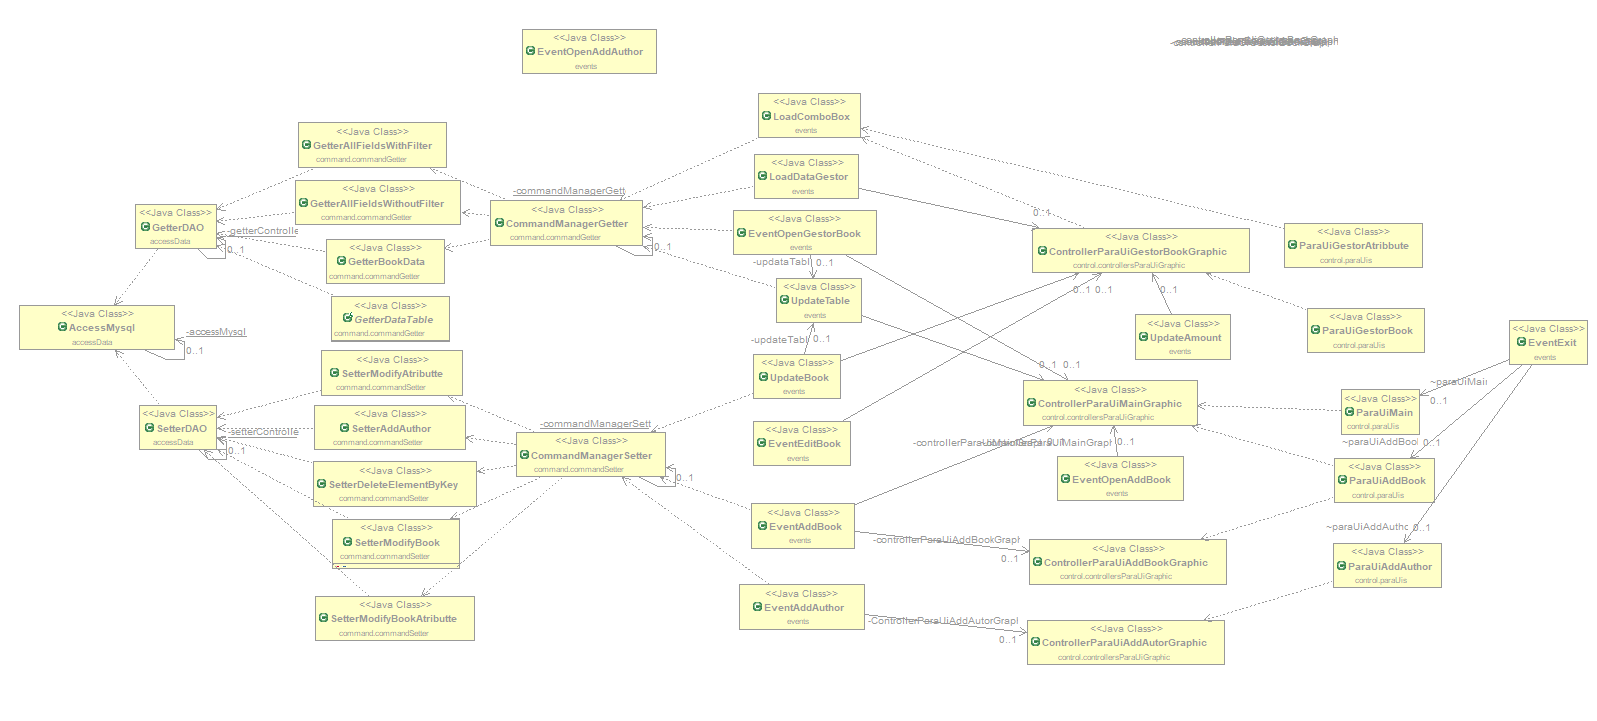 <<Java Class>>
EventOpenAddAuthor
events
<<Java Class>>
LoadComboBox
events
<<Java Class>>
GetterAllFieldsWithFilter
command.commandGetter
<<Java Class>>
LoadDataGestor
events
<<Java Class>>
GetterAllFieldsWithoutFilter
command.commandGetter
-commandManagerGett
<<Java Class>>
CommandManagerGetter
command.commandGetter
0..1
<<Java Class>>
GetterDAO
accessData
-getterControlle
0..1
<<Java Class>>
EventOpenGestorBook
events
0..1
<<Java Class>>
ControllerParaUiGestorBookGraphic
control.controllersParaUiGraphic
<<Java Class>>
ParaUiGestorAtribbute
control.paraUis
<<Java Class>>
GetterBookData
command.commandGetter
-updataTabl
0..1
<<Java Class>>
UpdateTable
events
0..1
0..1
0..1
<<Java Class>>
GetterDataTable
command.commandGetter
<<Java Class>>
AccessMysql
accessData
-accessMysql
0..1
<<Java Class>>
UpdateAmount
events
<<Java Class>>
ParaUiGestorBook
control.paraUis
<<Java Class>>
EventExit
events
-updateTabl
0..1
<<Java Class>>
UpdateBook
events
<<Java Class>>
SetterModifyAtributte
command.commandSetter
0..1
0..1
<<Java Class>>
ControllerParaUiMainGraphic
control.controllersParaUiGraphic
~paraUiMain
0..1
<<Java Class>>
ParaUiMain
control.paraUis
<<Java Class>>
SetterDAO
accessData
-setterControlle
0..1
<<Java Class>>
SetterAddAuthor
command.commandSetter
-commandManagerSett
<<Java Class>>
CommandManagerSetter
command.commandSetter
0..1
<<Java Class>>
EventEditBook
events
0..1
0..1
~paraUiAddBool
0..1
<<Java Class>>
EventOpenAddBook
events
<<Java Class>>
ParaUiAddBook
control.paraUis
<<Java Class>>
SetterDeleteElementByKey
command.commandSetter
<<Java Class>>
EventAddBook
events
-controllerParaUiAddBookGraph
0..1
<<Java Class>>
SetterModifyBook
command.commandSetter
<<Java Class>>
ControllerParaUiAddBookGraphic
control.controllersParaUiGraphic
~paraUiAddAuthc
0..1
<<Java Class>>
ParaUiAddAuthor
control.paraUis
<<Java Class>>
SetterModifyBookAtributte
command.commandSetter
<<Java Class>>
EventAddAuthor
events
-ControllerParaUiAddAutorGrapl
0..1
<<Java Class>>
ControllerParaUiAddAutorGraphic
control.controllersParaUiGraphic